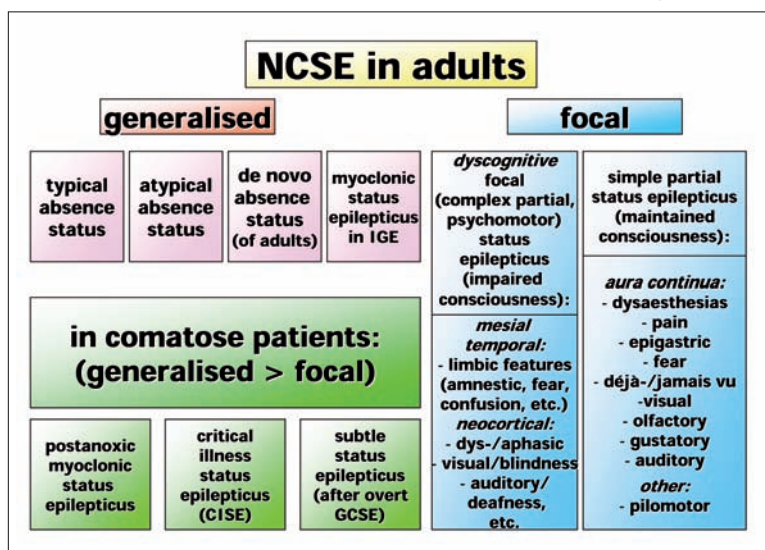 NCSE in adults
generalised
focal
typical
absence
status
atypical
absence
status
de novo
absence
status
(of adults)
myoclonic
status
epilepticus
in IGE
dyscognitive
focal
(complex partial,
psychomotor)
status
epilepticus
(impaired
consciousness):
simple partial
status epilepticus
(maintained
consciousness):
in comatose patients:
(generalised > focal)
mesial
temporal:
- limbic features
(amnestic, fear,
confusion, etc.)
neocortical:
- dys-/aphasic
- visual/blindness
- auditory/
deafness,
etc.
aura continua:
- dysaesthesias
- pain
- epigastric
- fear
- déjà-/jamais vu
-visual
- olfactory
- gustatory
- auditory
other:
- pilomotor
postanoxic
myoclonic
status
epilepticus
critical
illness
status
epilepticus
(CISE)
subtle
status
epilepticus
(after overt
GCSE)